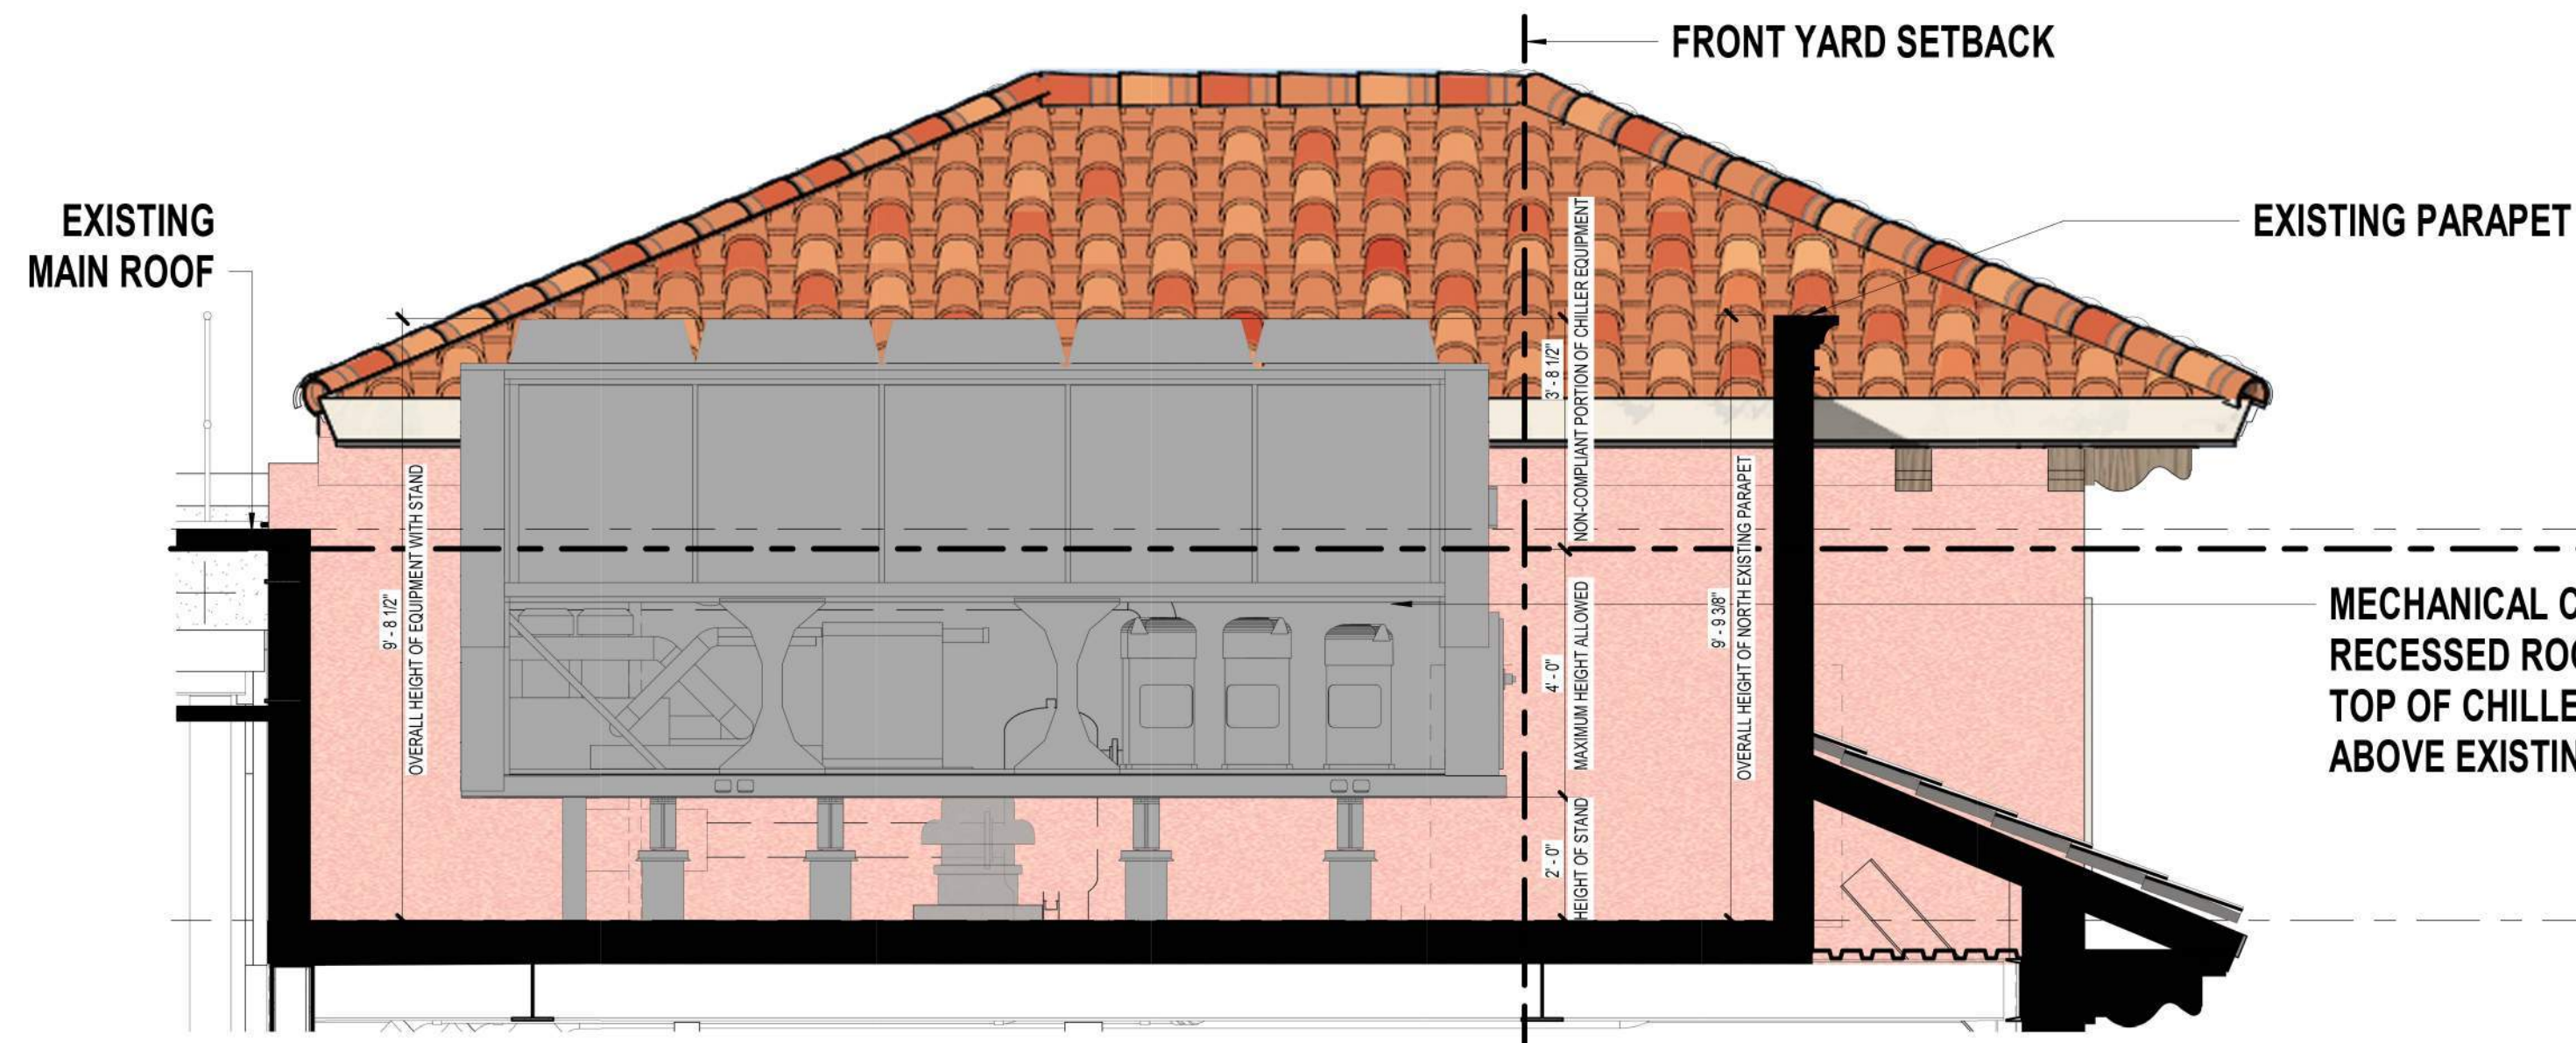 FRONT YARD SETBACK
EXISTING
MAIN ROOF
EXISTING PARAPET
9' - 8 1/2"
OVERALL HEIGHT OF EQUIPMENT WITH STAND
3' - 8 1/2"
NON-COMPLIANT PORTION OF CHILLER EQUIPMENT
4' - 0"
MAXIMUM HEIGHT ALLOWED
2' - 0"
HEIGHT OF STAND
9' - 9 3/8"
OVERALL HEIGHT OF NORTH EXISTING PARAPET
MECHANICAL C
RECESSED ROO
TOP OF CHILLE
ABOVE EXISTIN